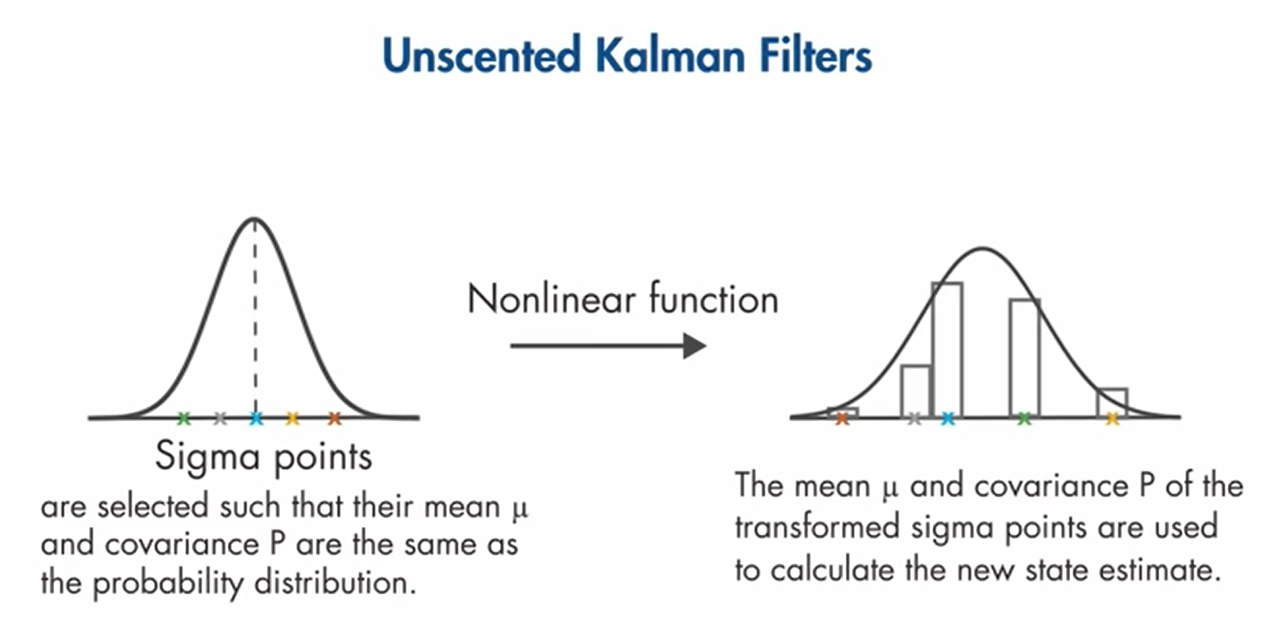 Unscented Kalman Filters
Nonlinear function
Sigma points
are selected such that their mean μ
and covariance P are the same as
the probability distribution.
The mean μ and covariance P of the
transformed sigma points are used
to calculate the new state estimate.